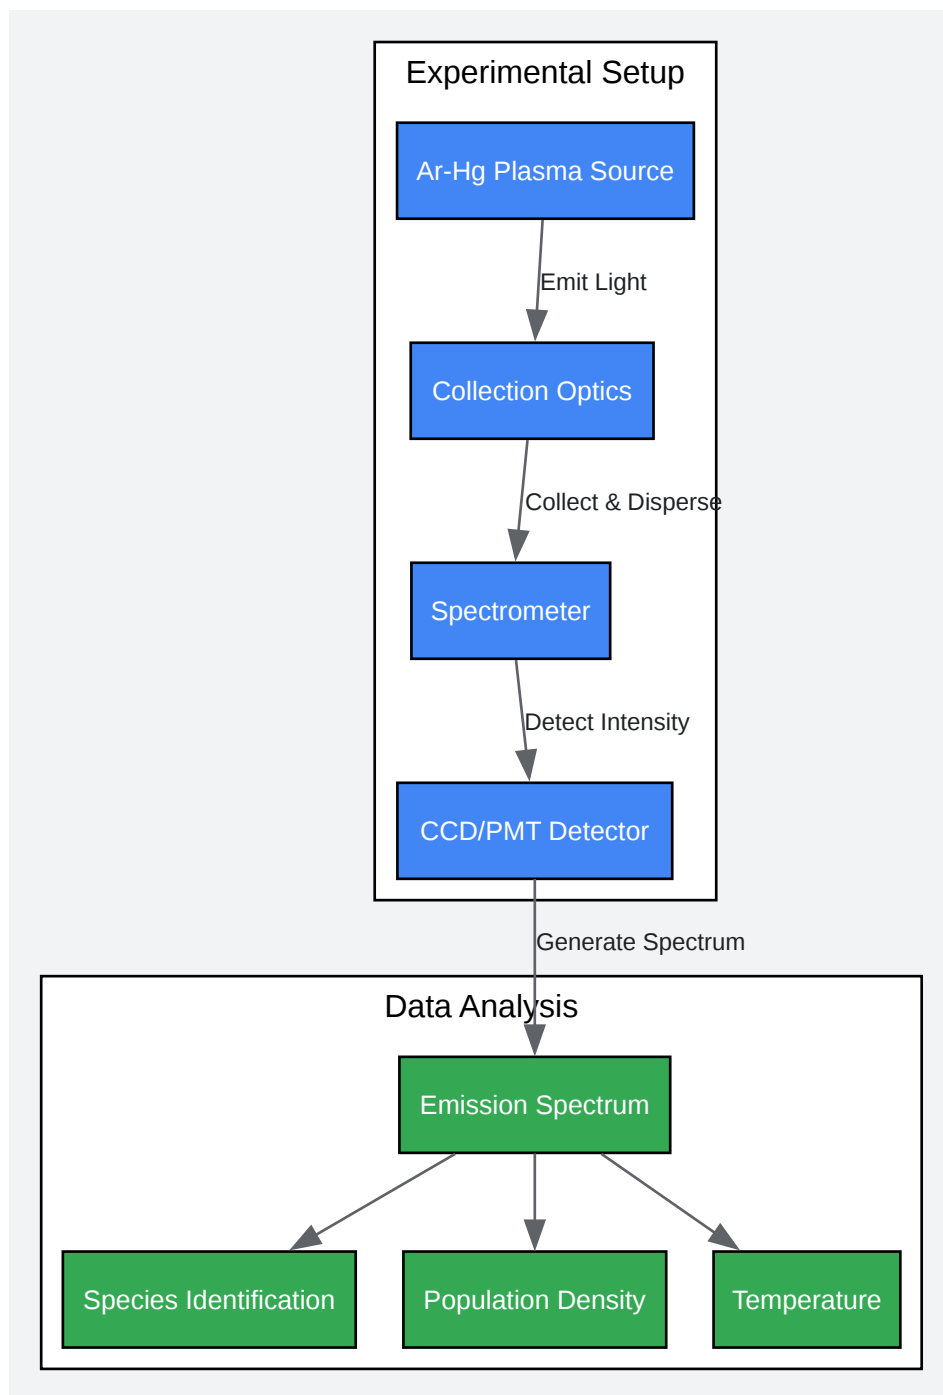 Experimental Setup
Ar-Hg Plasma Source
Emit Light
Collection Optics
Collect & Disperse
Spectrometer
Detect Intensity
CCD/PMT Detector
Generate Spectrum
Data Analysis
Emission Spectrum
Species Identification
Population Density
Temperature